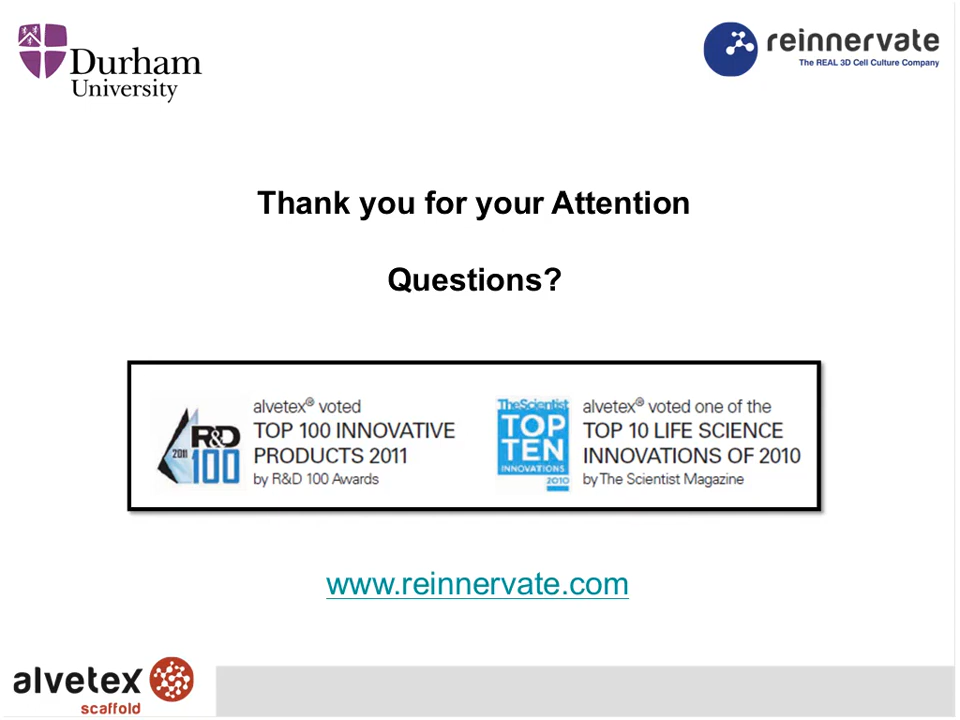 Durham
University
reinnervate
The REAL 3D Cell Culture Company
Thank you for your Attention
Questions?
alvetex® voted
TOP 100 INNOVATIVE
PRODUCTS 2011
by R&D 100 Awards
2011
R&D
100
TheScientist
TOP
TEN
INNOVATIONS
2010
alvetex® voted one of the
TOP 10 LIFE SCIENCE
INNOVATIONS OF 2010
by The Scientist Magazine
www.reinnervate.com
alvetex
scaffold